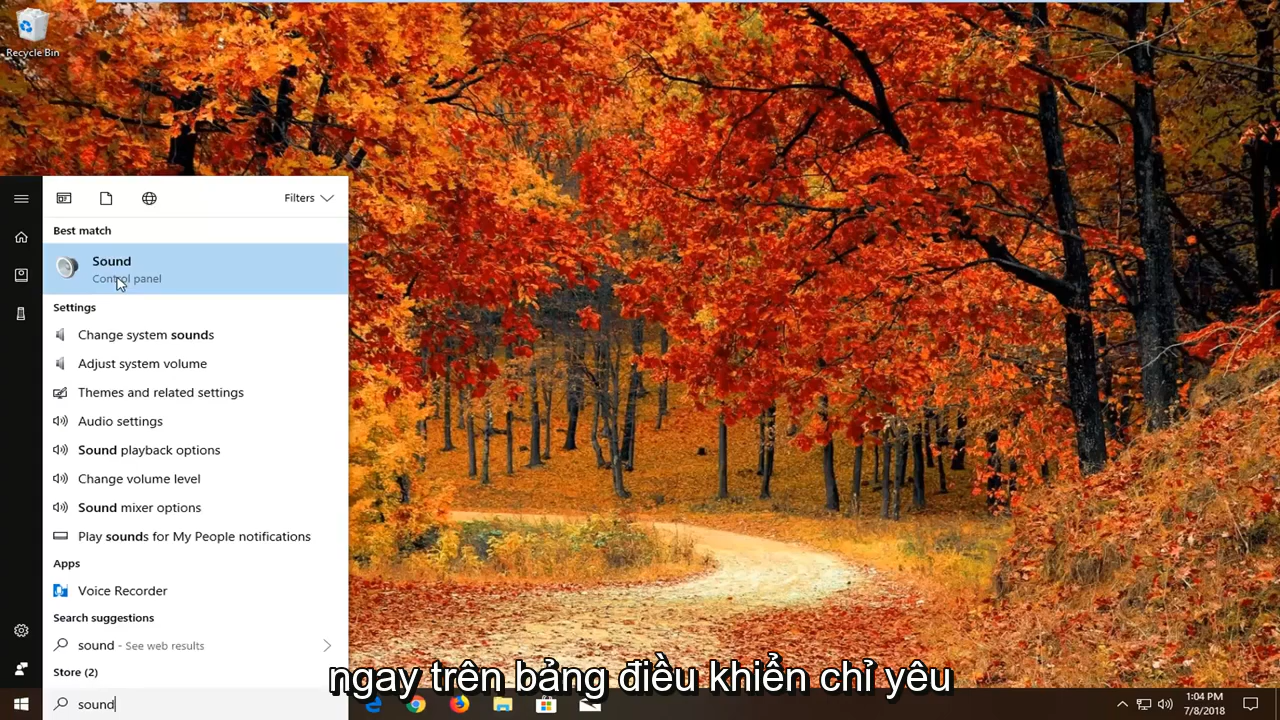 Recycle Bin
Filters
Best match
Sound
Control panel
Settings
Change system sounds
Adjust system volume
Themes and related settings
Audio settings
Sound playback options
Change volume level
Sound mixer options
Play sounds for My People notifications
Apps
Voice Recorder
Search suggestions
sound - See web results
Store (2)
ngay trên bảng điều khiển chỉ yêu
sound
1:04 PM
7/8/2018